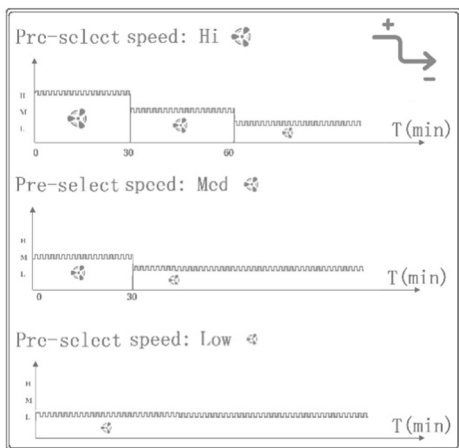 Pre-select speed: Hi
+
-
H
M
L
T(min)
0 30 60
Pre-select speed: Med
H
M
L
T(min)
0 30
Pre-select speed: Low
H
M
L
T(min)